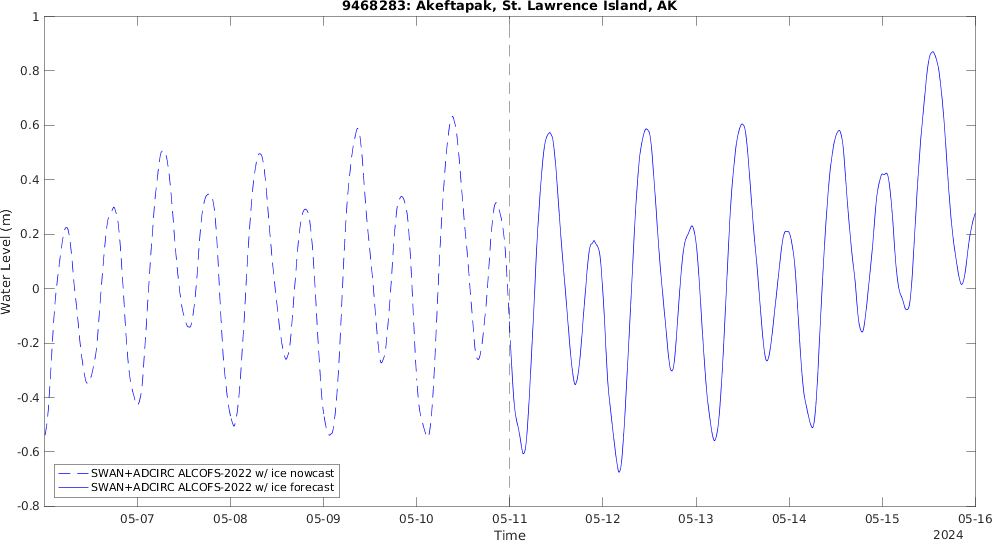 9468283: Akeftapak, St. Lawrence Island, AK
1
0.8
0.6
0.4
0.2
0
-0.2
-0.4
-0.6
-0.8
Water Level (m)
SWAN+ADCIRC ALCOFS-2022 w/ ice nowcast
SWAN+ADCIRC ALCOFS-2022 w/ ice forecast
05-07 05-08 05-09 05-10 05-11 05-12 05-13 05-14 05-15 05-16
Time
2024